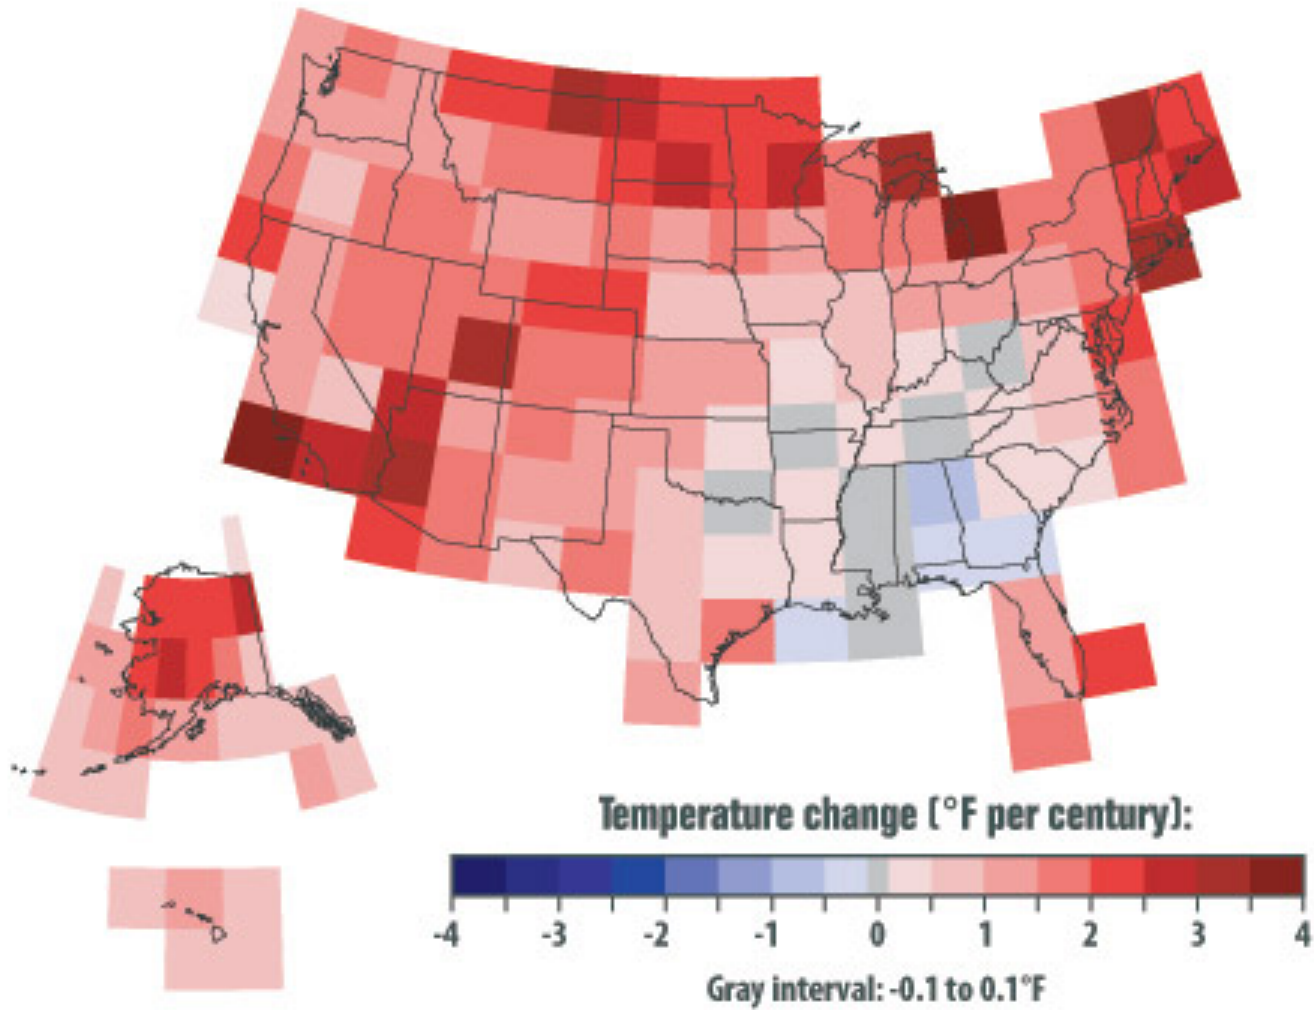 Temperature change (°F per century):
-4 -3 -2 -1 0 1 2 3 4
Gray interval: -0.1 to 0.1°F